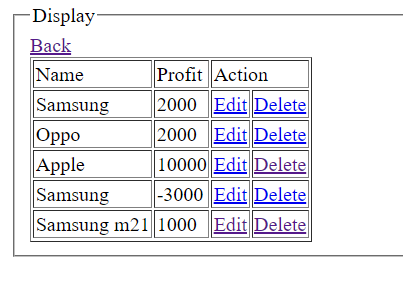 Display
Back
Name Profit Action
Samsung 2000 Edit Delete
Oppo 2000 Edit Delete
Apple 10000 Edit Delete
Samsung -3000 Edit Delete
Samsung m21 1000 Edit Delete